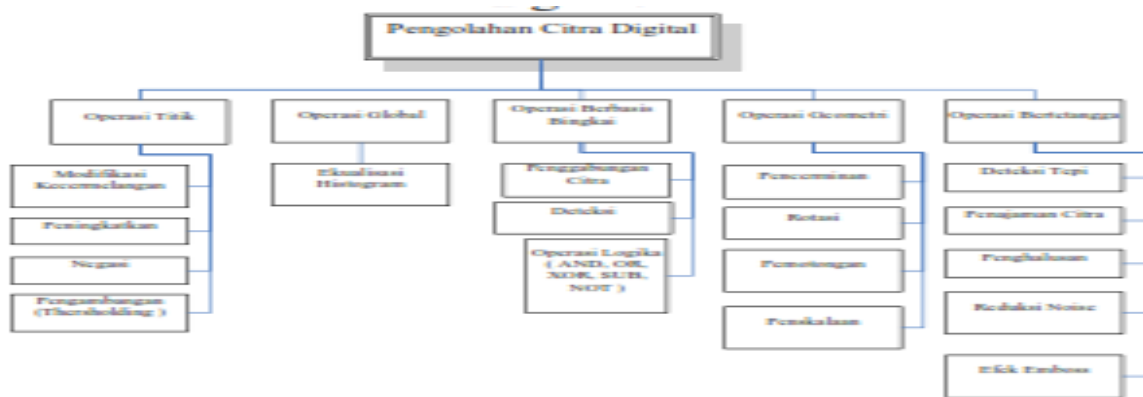 Pengolahan Citra Digital
Operasi Titik
Operasi Global
Operasi Berbasis
Bingkai
Operasi Geometri
Operasi Bertetangga
Modifikasi
Kecermelangan
Peningkatkan
Negasi
Pengambangan
(Thersholding )
Ekualisasi
Histogram
Penggabungan
Citra
Deteksi
Operasi Logika
( AND, OR,
XOR, SUB,
NOT )
Pencerminan
Rotasi
Pemotongan
Penskalaan
Deteksi Tepi
Penajaman Citra
Penghalusan
Reduksi Noise
Efek Emboss